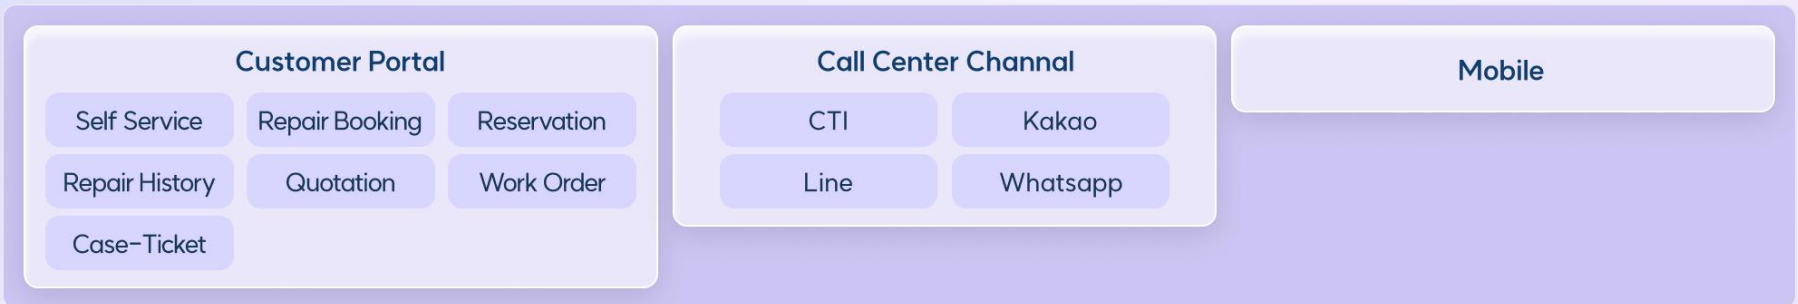 Customer Portal
Self Service
Repair Booking
Reservation
Repair History
Quotation
Work Order
Case-Ticket
Call Center Channal
CTI
Kakao
Line
Whatsapp
Mobile